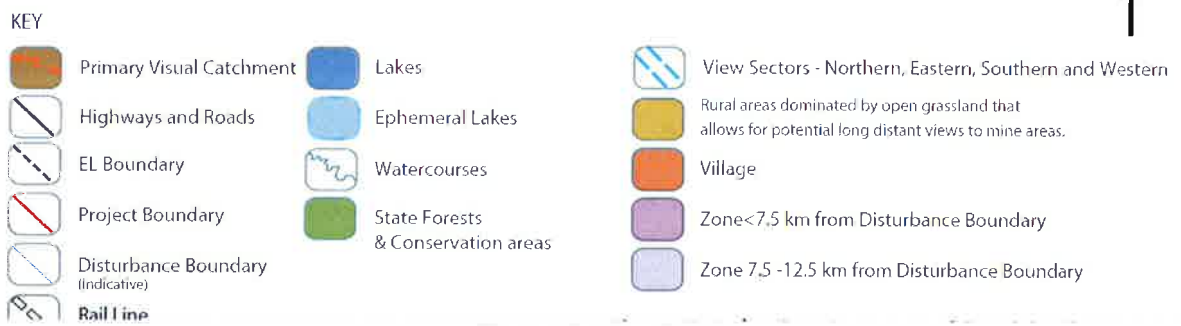 KEY
Primary Visual Catchment
Highways and Roads
EL Boundary
Project Boundary
Disturbance Boundary
(Indicative)
Rail Line
Lakes
Ephemeral Lakes
Watercourses
State Forests
& Conservation areas
View Sectors - Northern, Eastern, Southern and Western
Rural areas dominated by open grassland that
allows for potential long distant views to mine areas.
Village
Zone<7.5 km from Disturbance Boundary
Zone 7.5 -12.5 km from Disturbance Boundary